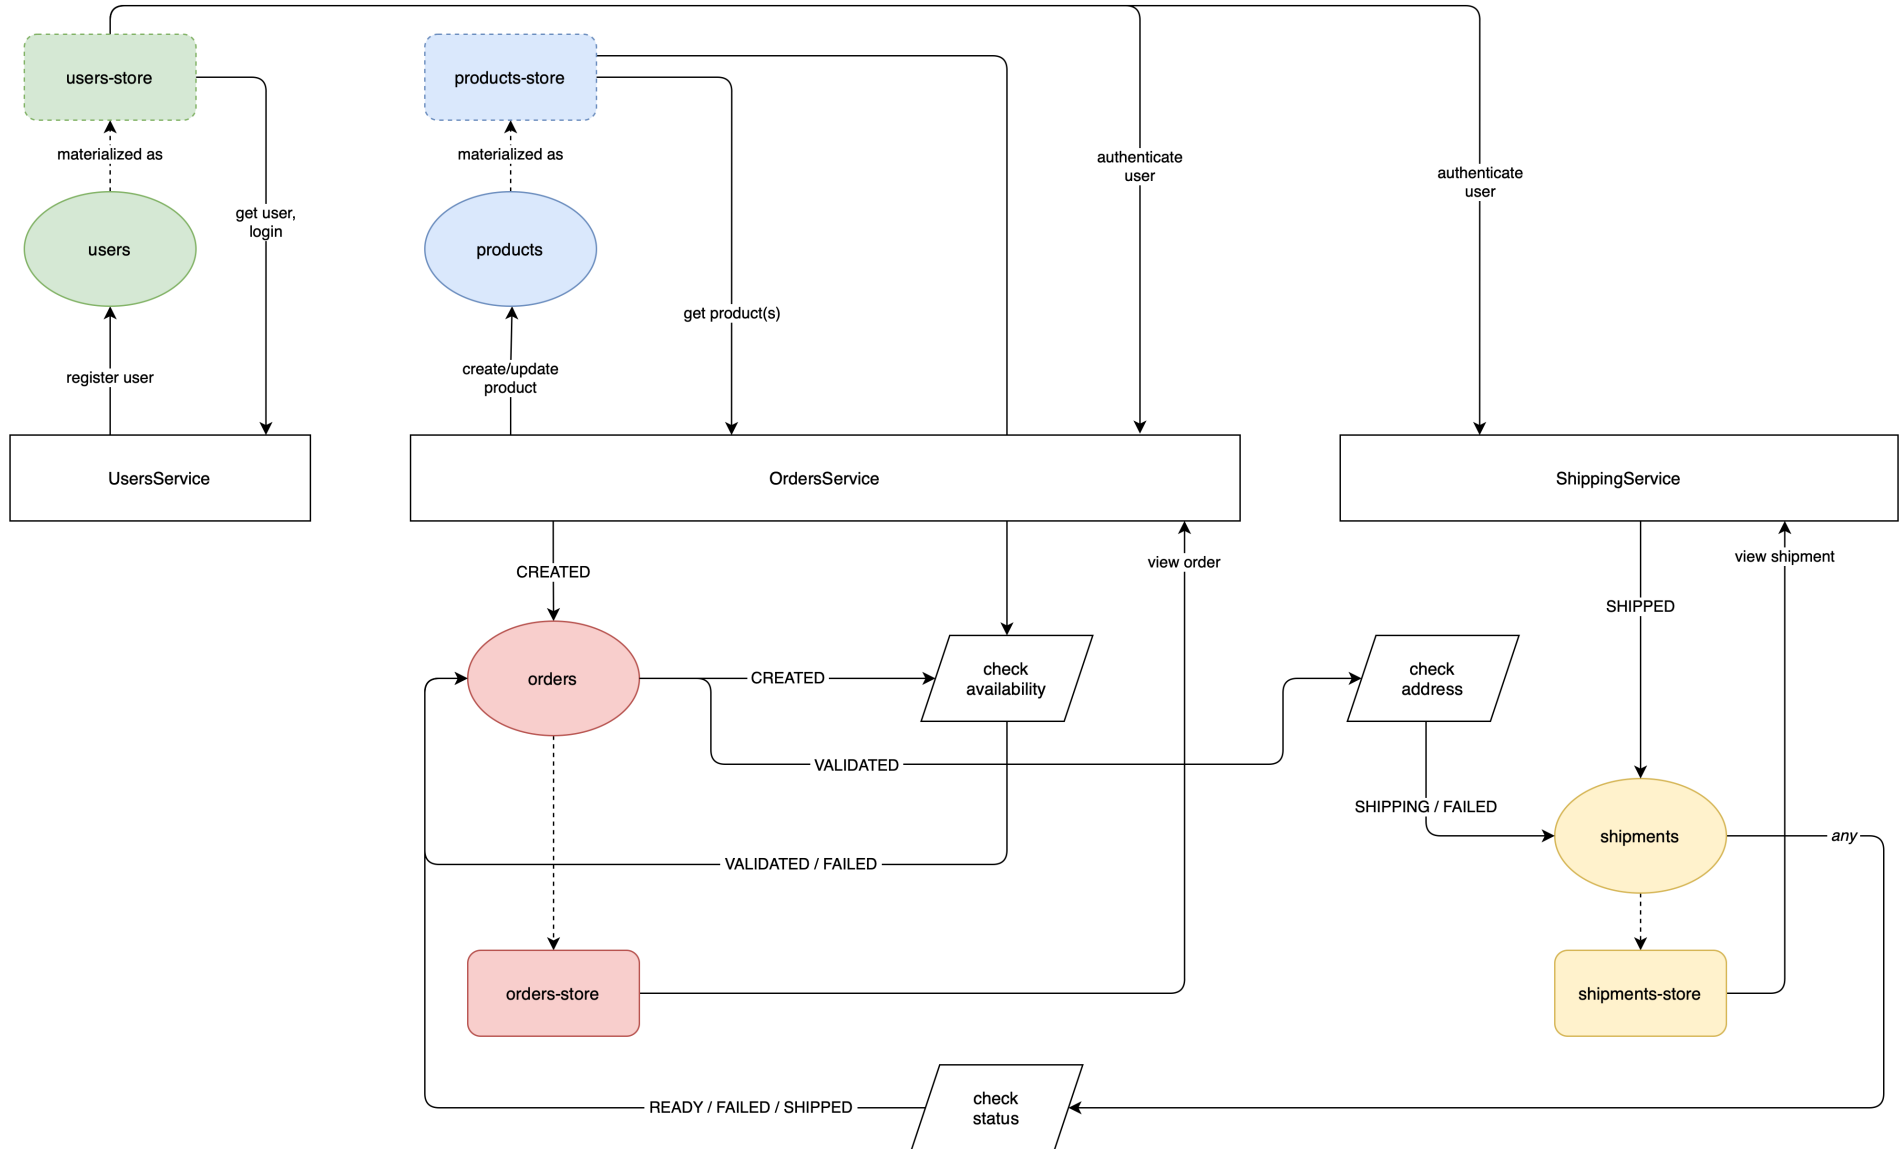 users-store
products-store
materialized as
materialized as
authenticate
user
authenticate
user
get user,
login
users
products
get product(s)
register user
create/update
product
UsersService
OrdersService
ShippingService
CREATED
view order
view shipment
SHIPPED
orders
CREATED
check
availability
check
address
VALIDATED
SHIPPING / FAILED
shipments
any
VALIDATED / FAILED
orders-store
shipments-store
READY / FAILED / SHIPPED
check
status